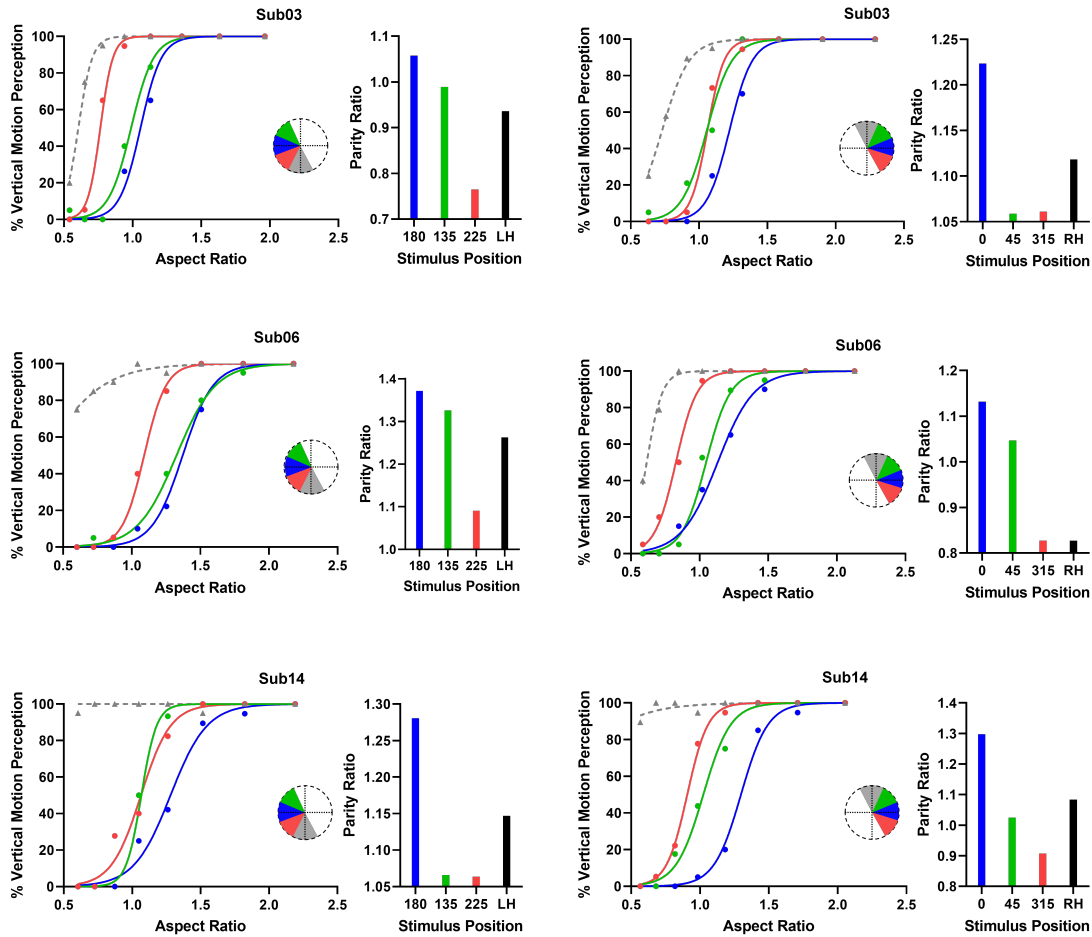 Sub03
% Vertical Motion Perception
100
80
60
40
20
0
0.5 1.0 1.5 2.0 2.5
Aspect Ratio
Parity Ratio
1.1
1.0
0.9
0.8
0.7
180 135 225 LH
Stimulus Position
Sub03
% Vertical Motion Perception
100
80
60
40
20
0
0.5 1.0 1.5 2.0 2.5
Aspect Ratio
Parity Ratio
1.25
1.20
1.15
1.10
1.05
0 45 315 RH
Stimulus Position
Sub06
% Vertical Motion Perception
100
80
60
40
20
0
0.5 1.0 1.5 2.0 2.5
Aspect Ratio
Parity Ratio
1.4
1.3
1.2
1.1
1.0
180 135 225 LH
Stimulus Position
Sub06
% Vertical Motion Perception
100
80
60
40
20
0
0.5 1.0 1.5 2.0 2.5
Aspect Ratio
Parity Ratio
1.2
1.1
1.0
0.9
0.8
0 45 315 RH
Stimulus Position
Sub14
% Vertical Motion Perception
100
80
60
40
20
0
0.5 1.0 1.5 2.0 2.5
Aspect Ratio
Parity Ratio
1.30
1.25
1.20
1.15
1.10
1.05
180 135 225 LH
Stimulus Position
Sub14
% Vertical Motion Perception
100
80
60
40
20
0
0.5 1.0 1.5 2.0 2.5
Aspect Ratio
Parity Ratio
1.4
1.3
1.2
1.1
1.0
0.9
0.8
0 45 315 RH
Stimulus Position